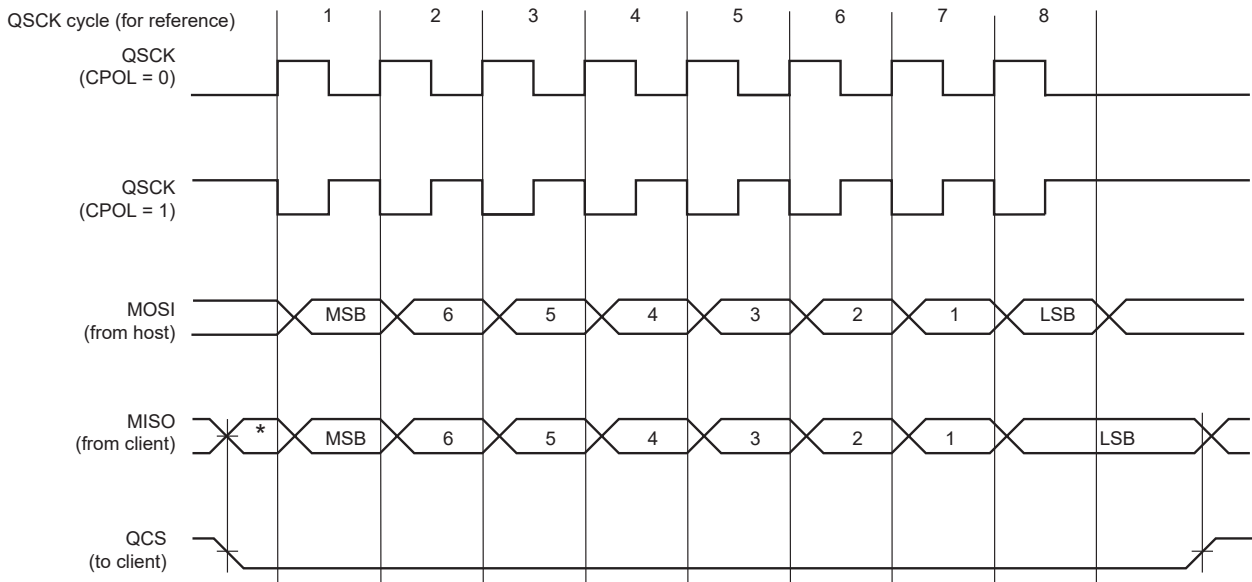 QSCK cycle (for reference)
1 2 3 4 5 6 7 8
QSCK
(CPOL = 0)
QSCK
(CPOL = 1)
MOSI
(from host)
MSB 6 5 4 3 2 1 LSB
MISO
(from client)
* MSB 6 5 4 3 2 1 LSB
QCS
(to client)